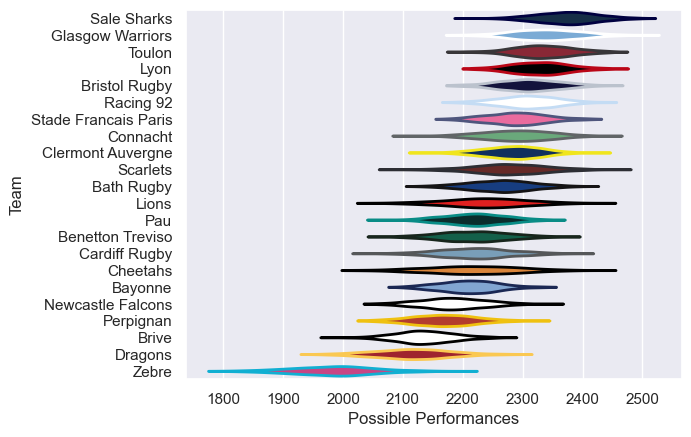 Sale Sharks
Glasgow Warriors
Toulon
Lyon
Bristol Rugby
Racing 92
Stade Francais Paris
Connacht
Clermont Auvergne
Scarlets
Bath Rugby
Lions
Pau
Benetton Treviso
Cardiff Rugby
Cheetahs
Bayonne
Newcastle Falcons
Perpignan
Brive
Dragons
Zebre
Team
1800 1900 2000 2100 2200 2300 2400 2500
Possible Performances